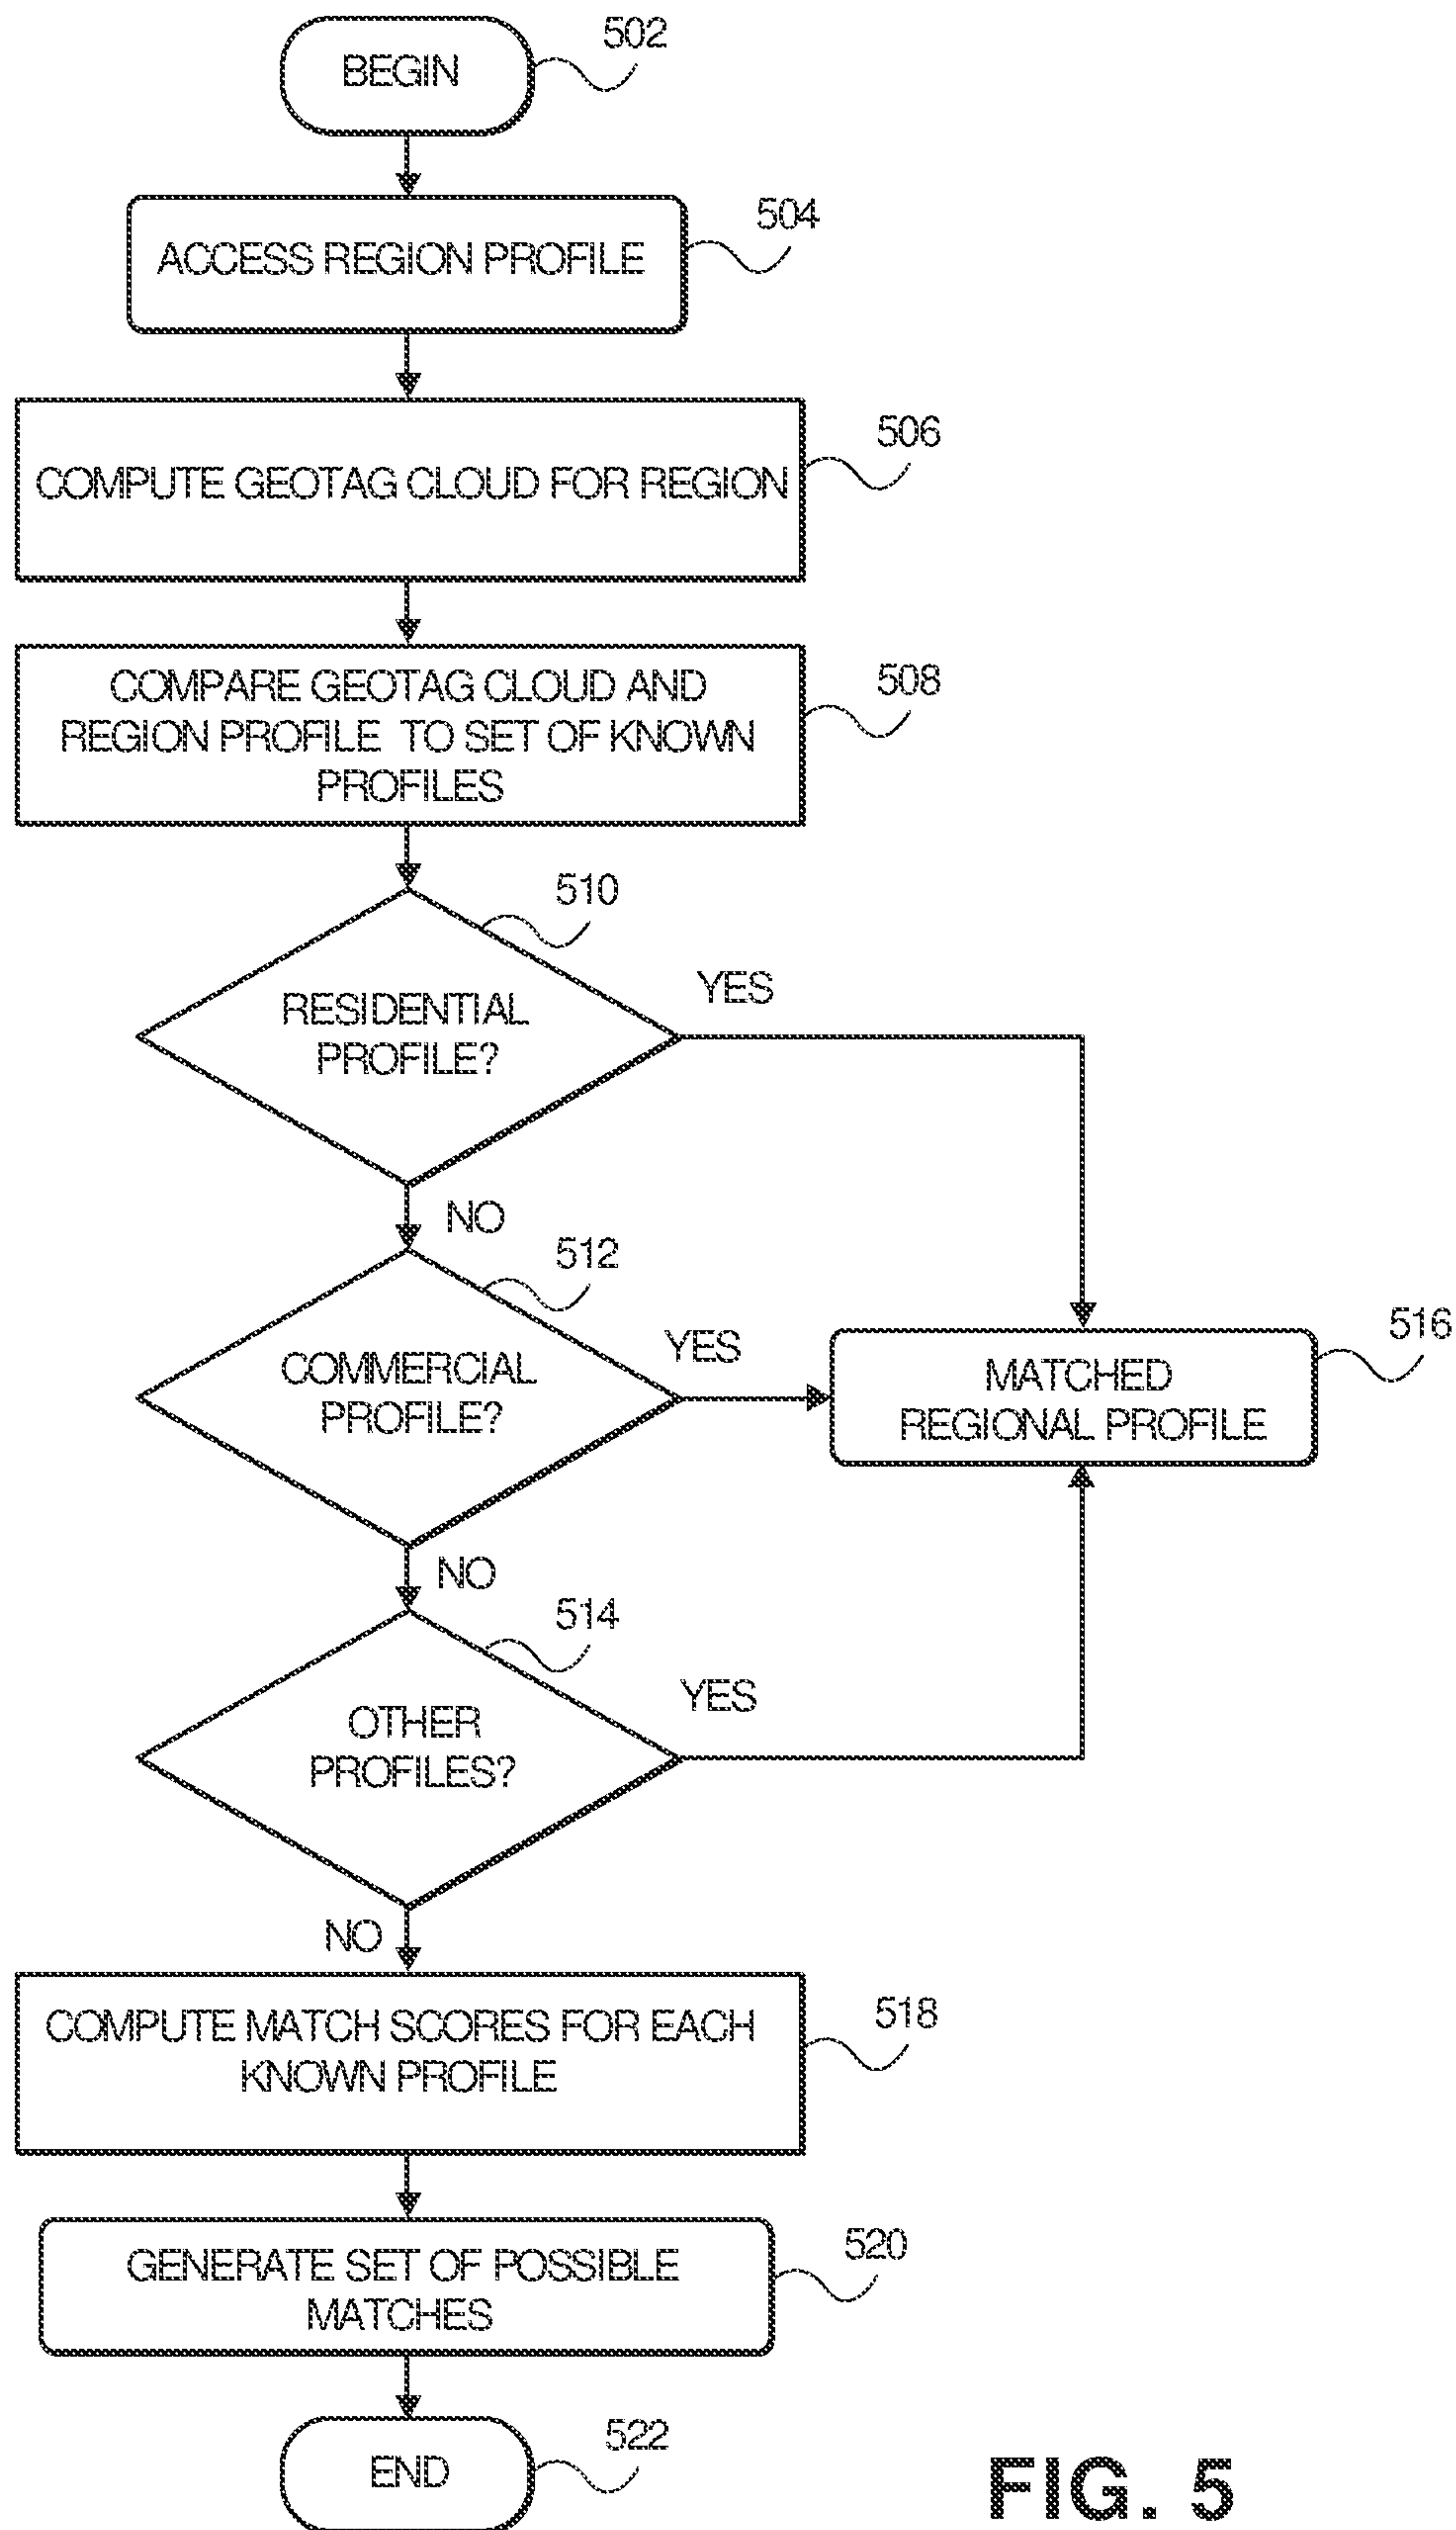 BEGIN
502
ACCESS REGION PROFILE
504
COMPUTE GEOTAG CLOUD FOR REGION
506
COMPARE GEOTAG CLOUD AND
REGION PROFILE TO SET OF KNOWN
PROFILES
508
510
RESIDENTIAL
PROFILE?
YES
NO
512
COMMERCIAL
PROFILE?
YES
MATCHED
REGIONAL PROFILE
516
NO
514
OTHER
PROFILES?
YES
NO
COMPUTE MATCH SCORES FOR EACH
KNOWN PROFILE
518
GENERATE SET OF POSSIBLE
MATCHES
520
END
522
FIG. 5